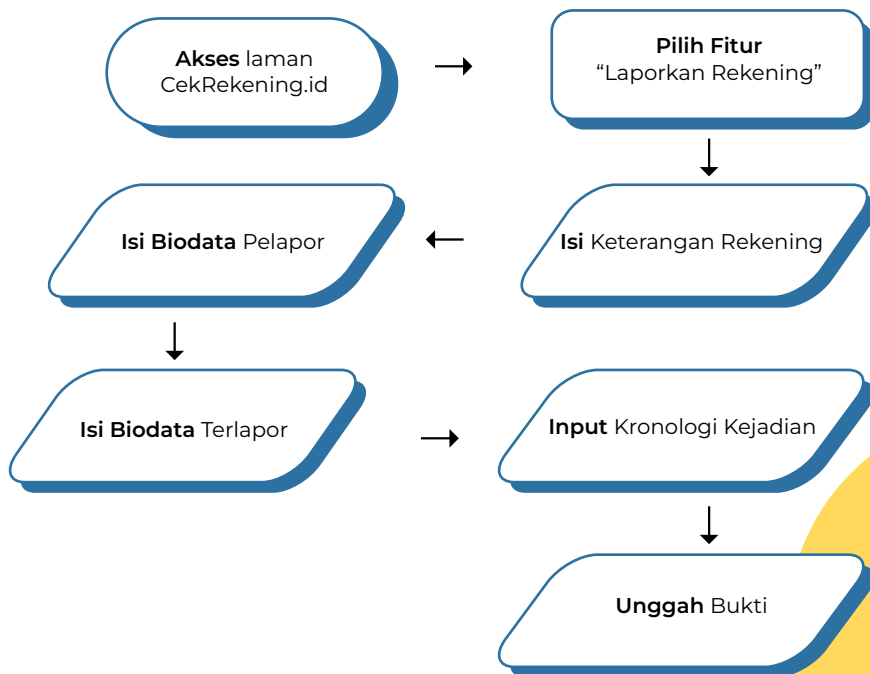 Akses laman
CekRekening.id
Pilih Fitur
“Laporkan Rekening”
Isi Keterangan Rekening
Isi Biodata Pelapor
Isi Biodata Terlapor
Input Kronologi Kejadian
Unggah Bukti